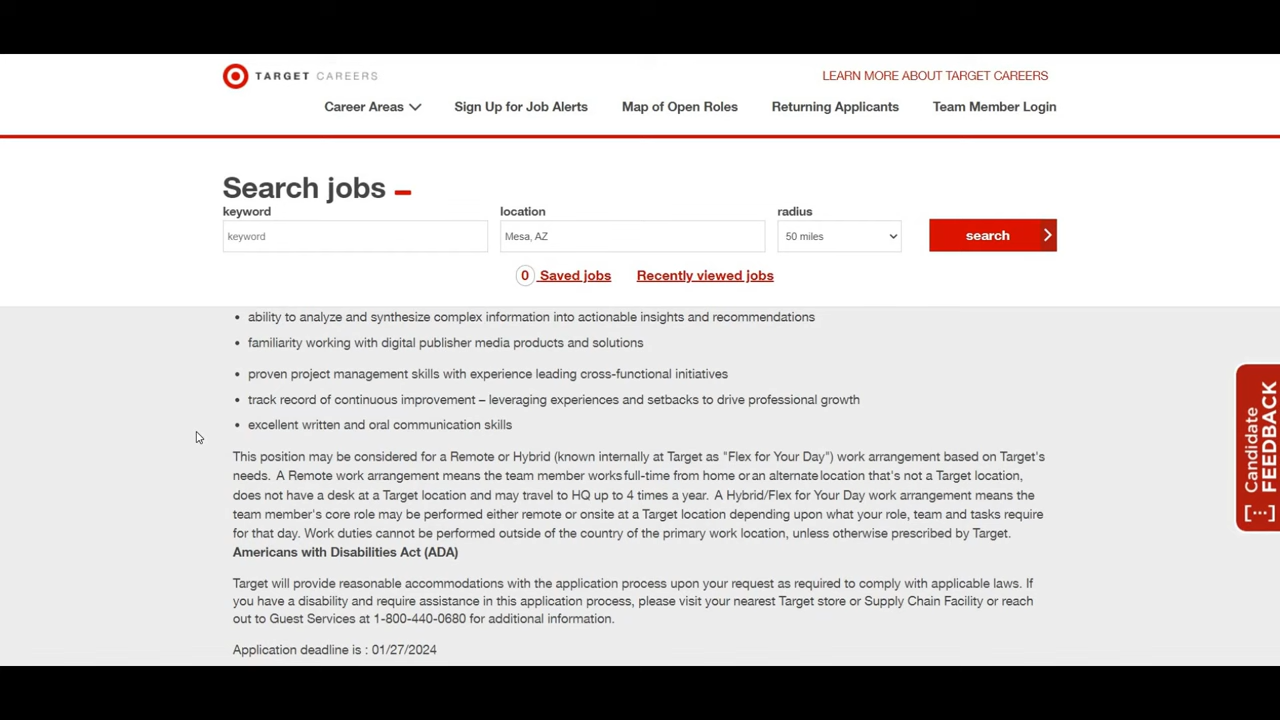 TARGET CAREERS
LEARN MORE ABOUT TARGET CAREERS
Career Areas
Sign Up for Job Alerts
Map of Open Roles
Returning Applicants
Team Member Login
Search jobs
keyword
location
radius
keyword
Mesa, AZ
50 miles
search
0 Saved jobs
Recently viewed jobs
• ability to analyze and synthesize complex information into actionable insights and recommendations
• familiarity working with digital publisher media products and solutions
• proven project management skills with experience leading cross-functional initiatives
• track record of continuous improvement – leveraging experiences and setbacks to drive professional growth
• excellent written and oral communication skills
This position may be considered for a Remote or Hybrid (known internally at Target as "Flex for Your Day") work arrangement based on Target's
needs. A Remote work arrangement means the team member works full-time from home or an alternate location that's not a Target location,
does not have a desk at a Target location and may travel to HQ up to 4 times a year. A Hybrid/Flex for Your Day work arrangement means the
team member's core role may be performed either remote or onsite at a Target location depending upon what your role, team and tasks require
for that day. Work duties cannot be performed outside of the country of the primary work location, unless otherwise prescribed by Target.
Americans with Disabilities Act (ADA)
Target will provide reasonable accommodations with the application process upon your request as required to comply with applicable laws. If
you have a disability and require assistance in this application process, please visit your nearest Target store or Supply Chain Facility or reach
out to Guest Services at 1-800-440-0680 for additional information.
Application deadline is : 01/27/2024
Candidate
FEEDBACK